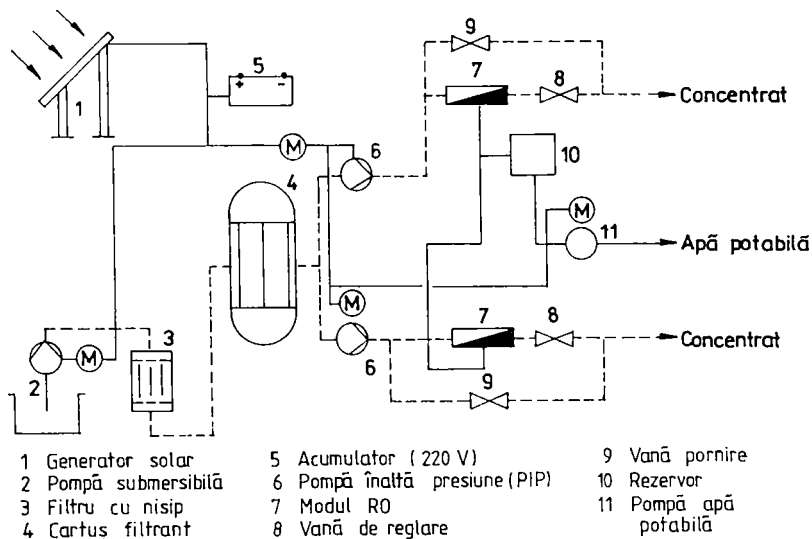 9
5
7
8
Concentrat
+ -
1
M
6
10
4
M
11
Apă potabilă
M
3
7
8
Concentrat
M
2
6
9
1 Generator solar
2 Pompă submersibilă
3 Filtru cu nisip
4 Cartus filtrant
5 Acumulator (220 V)
6 Pompă înaltă presiune (PIP)
7 Modul RO
8 Vană de reglare
9 Vană pornire
10 Rezervor
11 Pompă apă
potabilă